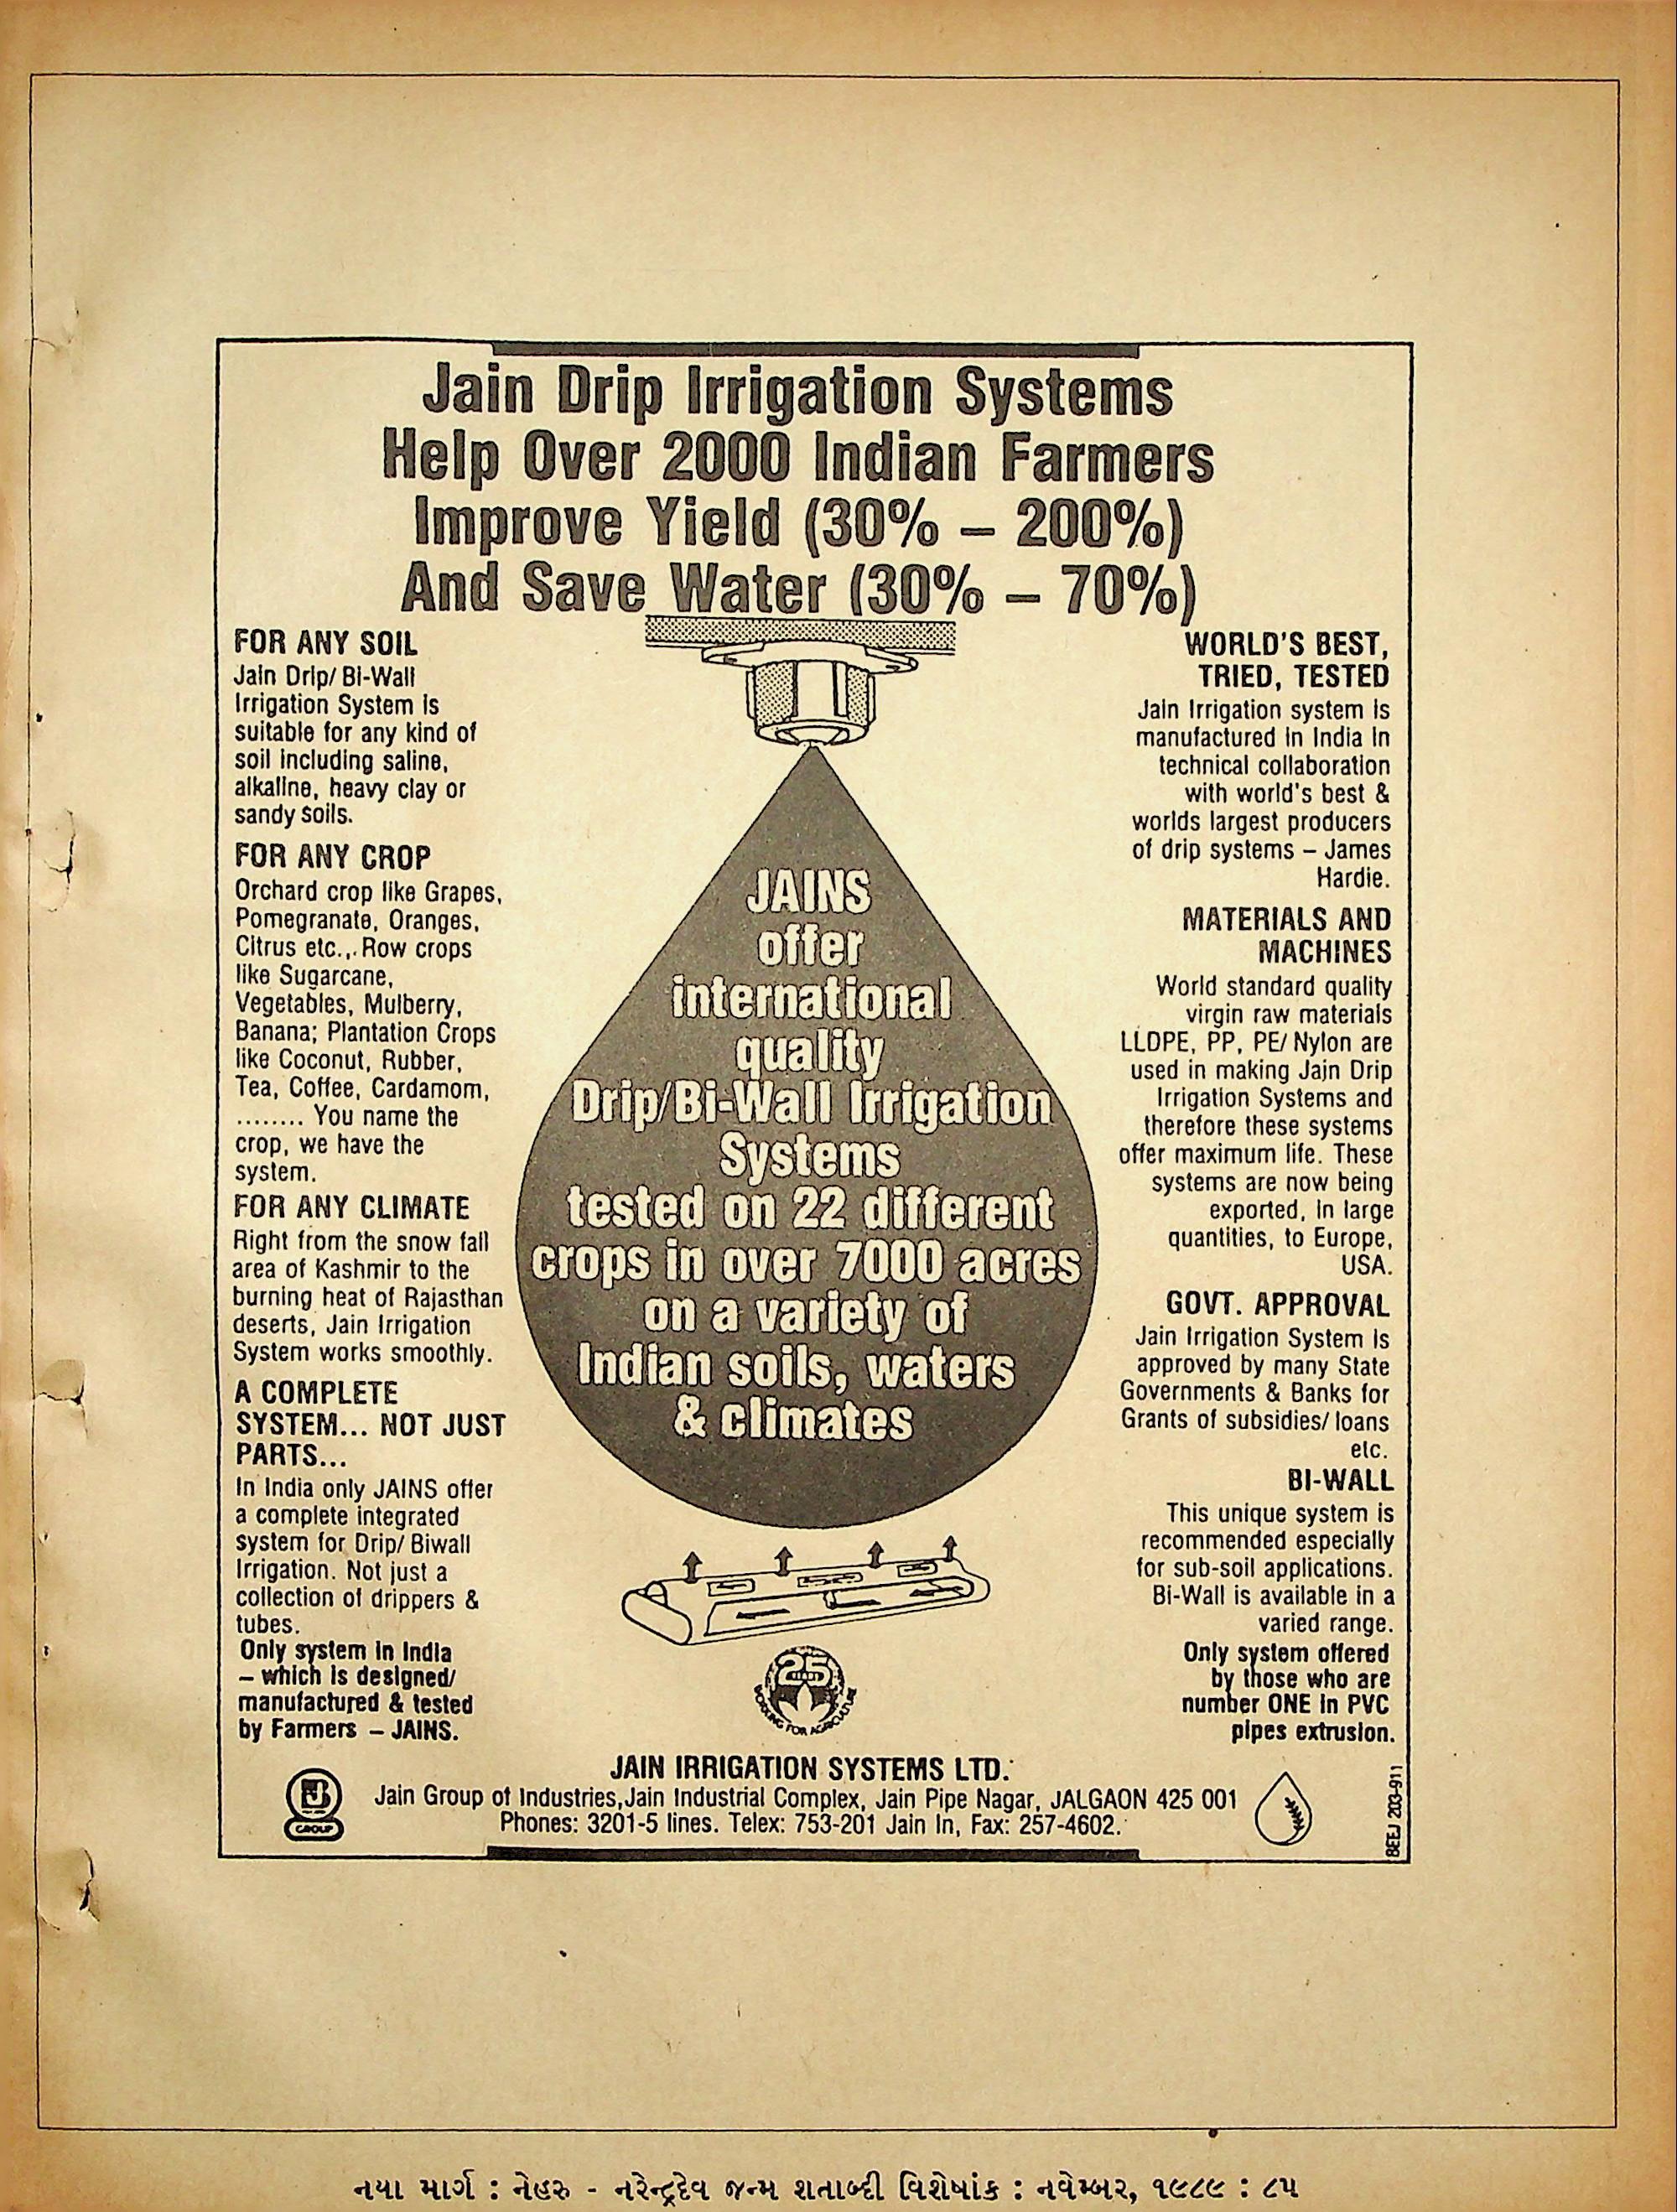 Jain Drip Irrigation Systems
Help Over 2000 Indian Farmers
Improve Yield (30% – 200%)
And Save Water (30% – 70%)
FOR ANY SOIL
Jain Drip/ Bi-Wall
Irrigation System is
suitable for any kind of
soil including saline,
alkaline, heavy clay or
sandy soils.
FOR ANY CROP
Orchard crop like Grapes,
Pomegranate, Oranges,
Citrus etc.,. Row crops
like Sugarcane,
Vegetables, Mulberry,
Banana; Plantation Crops
like Coconut, Rubber,
Tea, Coffee, Cardamom,
........ You name the
crop, we have the
system.
FOR ANY CLIMATE
Right from the snow fall
area of Kashmir to the
burning heat of Rajasthan
deserts, Jain Irrigation
System works smoothly.
A COMPLETE
SYSTEM... NOT JUST
PARTS...
In India only JAINS offer
a complete integrated
system for Drip/ Biwall
Irrigation. Not just a
collection of drippers &
tubes.
Only system in India
– which is designed/
manufactured & tested
by Farmers – JAINS.
JAINS
offer
international
quality
Drip/Bi-Wall Irrigation
Systems
tested on 22 different
crops in over 7000 acres
on a variety of
Indian soils, waters
& climates
25
YEARS
WORKING FOR AGRICULTURE
WORLD'S BEST,
TRIED, TESTED
Jain Irrigation system is
manufactured in India in
technical collaboration
with world's best &
worlds largest producers
of drip systems – James
Hardie.
MATERIALS AND
MACHINES
World standard quality
virgin raw materials
LLDPE, PP, PE/ Nylon are
used in making Jain Drip
Irrigation Systems and
therefore these systems
offer maximum life. These
systems are now being
exported, in large
quantities, to Europe,
USA.
GOVT. APPROVAL
Jain Irrigation System is
approved by many State
Governments & Banks for
Grants of subsidies/ loans
etc.
BI-WALL
This unique system is
recommended especially
for sub-soil applications.
Bi-Wall is available in a
varied range.
Only system offered
by those who are
number ONE in PVC
pipes extrusion.
JAIN IRRIGATION SYSTEMS LTD.
Jain Group of Industries, Jain Industrial Complex, Jain Pipe Nagar, JALGAON 425 001
Phones: 3201-5 lines. Telex: 753-201 Jain In, Fax: 257-4602.
GROUP
BEEJ 203-911
નયા માર્ગ : નેહરુ - નરેન્દ્રદેવ જન્મ શતાબ્દી વિશેષાંક : નવેમ્બર, ૧૯૮૯ : ૮૫